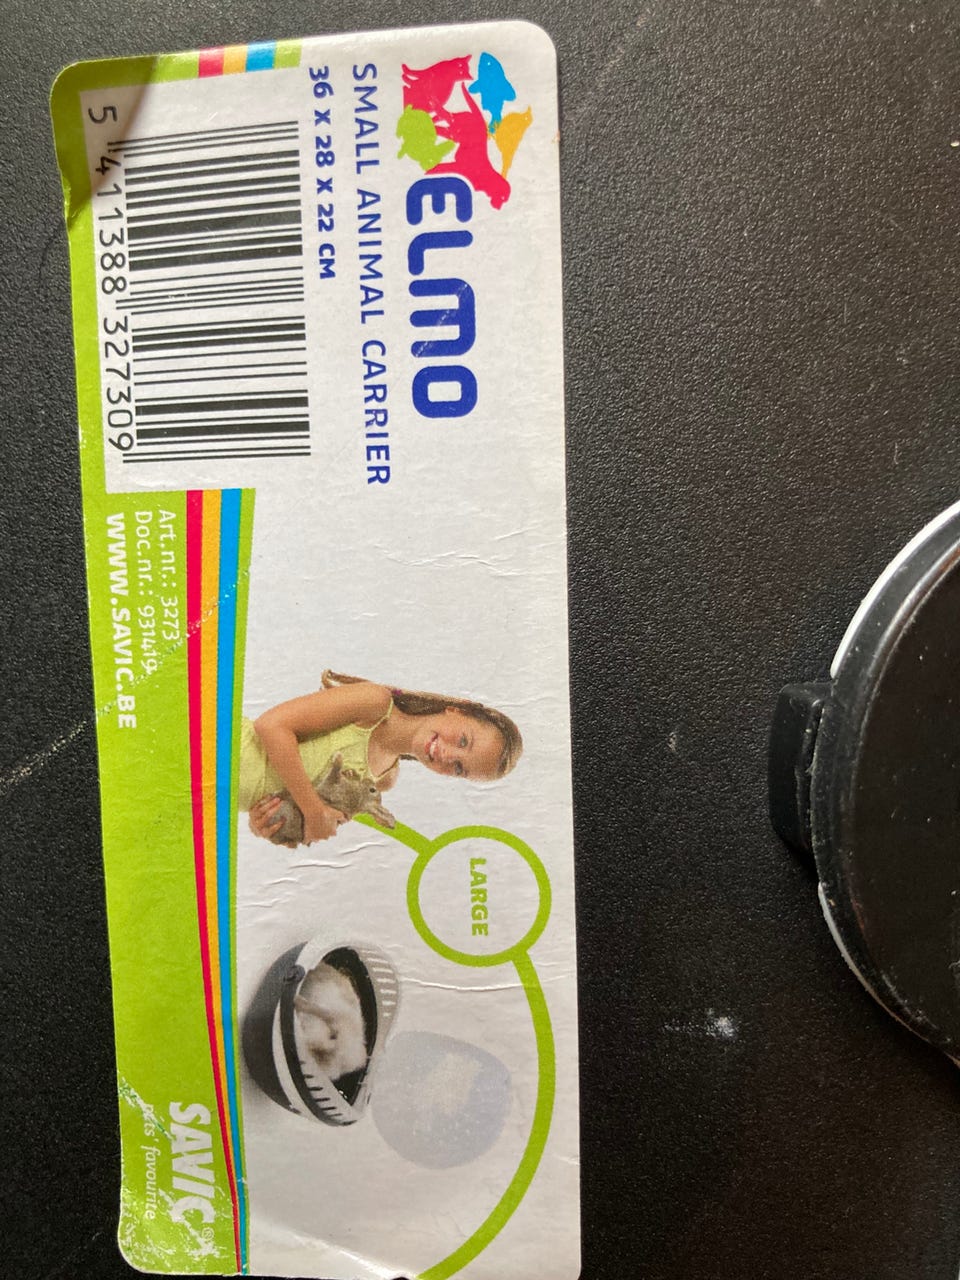 ELMO
SMALL ANIMAL CARRIER
36 X 28 X 22 CM
5 411388 327309
Art.nr.: 3273
Doc.nr.: 931419
WWW.SAVIC.BE
LARGE
SAVIC®
pets' favourite